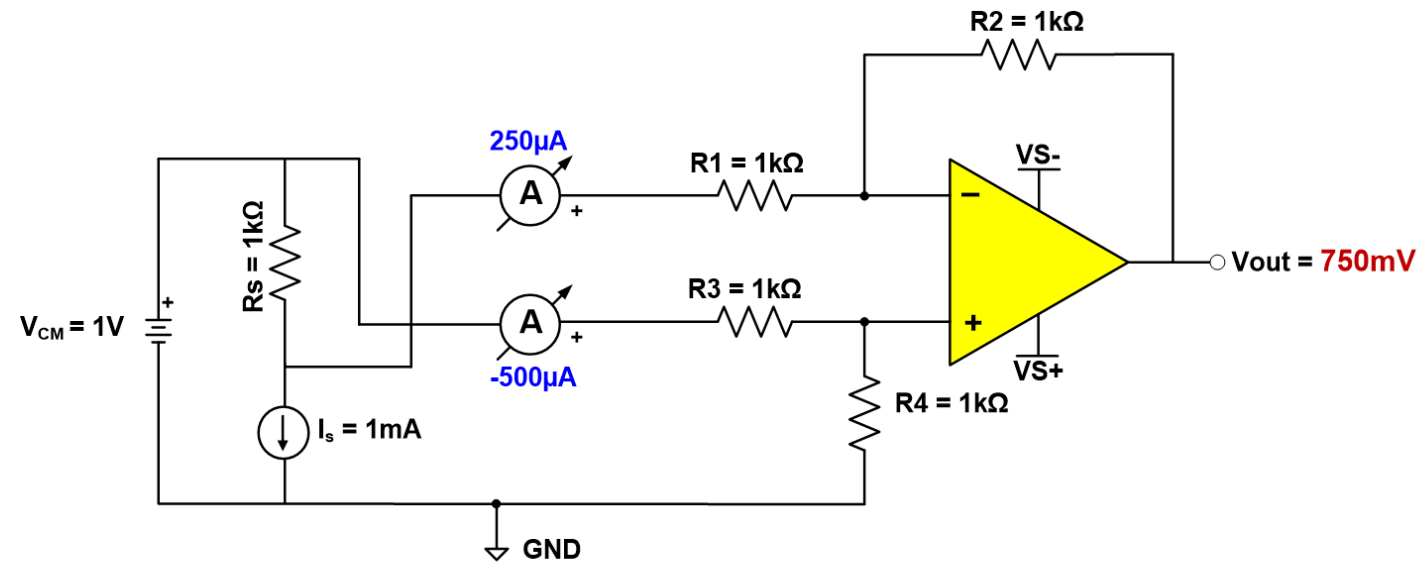 R2 = 1kΩ
250µA
A
+
R1 = 1kΩ
VS-
−
Rs = 1kΩ
Vout = 750mV
R3 = 1kΩ
+
VCM = 1V
A
+
+
-500µA
VS+
R4 = 1kΩ
Is = 1mA
GND